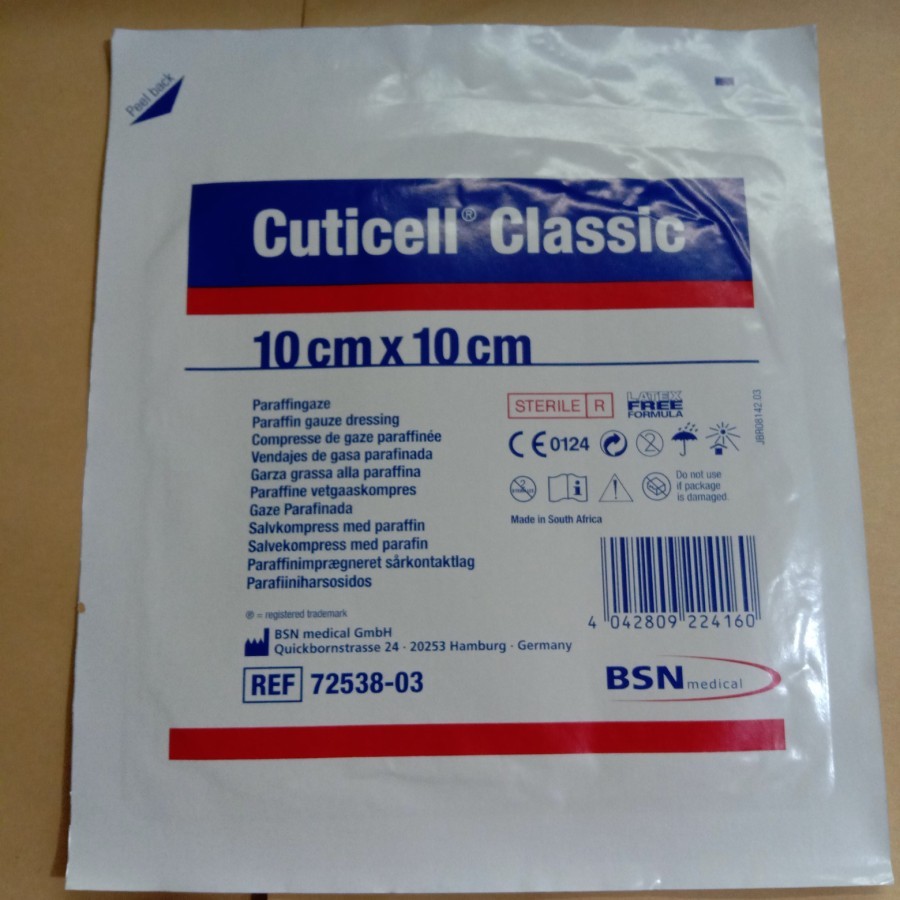 Peel back
Cuticell® Classic
10 cm x 10 cm
Paraffingaze
Paraffin gauze dressing
Compresse de gaze paraffinée
Vendajes de gasa parafinada
Garza grassa alla paraffina
Paraffine vetgaaskompres
Gaze Parafinada
Salvkompress med paraffin
Salvekompress med parafin
Paraffinimprægneret sårkontaktlag
Parafiiniharsosidos
® = registered trademark
BSN medical GmbH
Quickbornstrasse 24 · 20253 Hamburg · Germany
REF 72538-03
STERILE R
LATEX
FREE
FORMULA
CE 0124 2
2
i
Do not use
if package
is damaged.
Made in South Africa
JBR08142.03
4 042809 224160
BSN medical